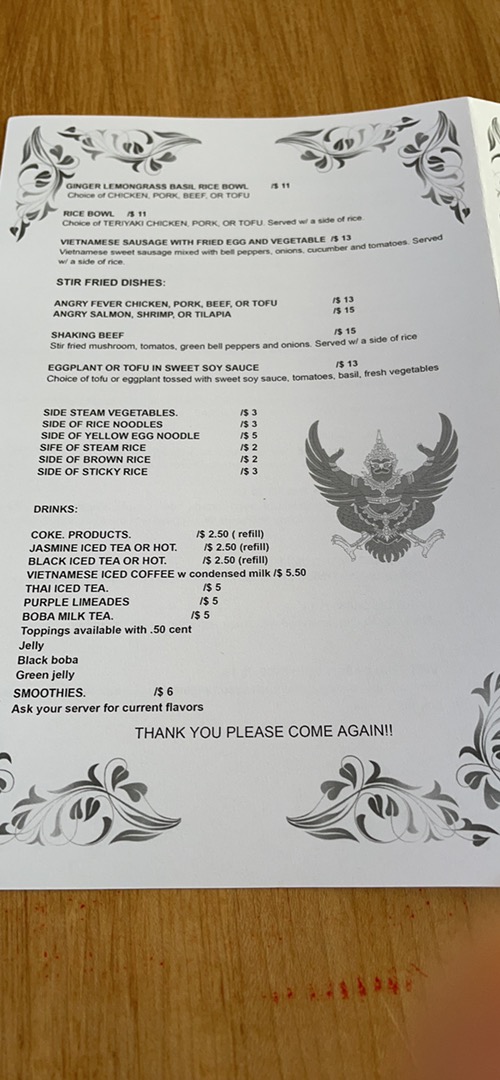 GINGER LEMONGRASS BASIL RICE BOWL /$ 11
Choice of CHICKEN, PORK, BEEF, OR TOFU
RICE BOWL /$ 11
Choice of TERIYAKI CHICKEN, PORK, OR TOFU. Served w/ a side of rice
VIETNAMESE SAUSAGE WITH FRIED EGG AND VEGETABLE /$ 13
Vietnamese sweet sausage mixed with bell peppers, onions, cucumber and tomatoes. Served
w/ a side of rice.
STIR FRIED DISHES:
ANGRY FEVER CHICKEN, PORK, BEEF, OR TOFU /$ 13
ANGRY SALMON, SHRIMP, OR TILAPIA /$ 15
SHAKING BEEF /$ 15
Stir fried mushroom, tomatos, green bell peppers and onions. Served w/ a side of rice
EGGPLANT OR TOFU IN SWEET SOY SAUCE /$ 13
Choice of tofu or eggplant tossed with sweet soy sauce, tomatoes, basil, fresh vegetables
SIDE STEAM VEGETABLES. /$ 3
SIDE OF RICE NOODLES /$ 3
SIDE OF YELLOW EGG NOODLE /$ 5
SIFE OF STEAM RICE /$ 2
SIDE OF BROWN RICE /$ 2
SIDE OF STICKY RICE /$ 3
DRINKS:
COKE. PRODUCTS. /$ 2.50 ( refill)
JASMINE ICED TEA OR HOT. /$ 2.50 (refill)
BLACK ICED TEA OR HOT. /$ 2.50 (refill)
VIETNAMESE ICED COFFEE w condensed milk /$ 5.50
THAI ICED TEA. /$ 5
PURPLE LIMEADES /$ 5
BOBA MILK TEA. /$ 5
Toppings available with .50 cent
Jelly
Black boba
Green jelly
SMOOTHIES. /$ 6
Ask your server for current flavors
THANK YOU PLEASE COME AGAIN!!